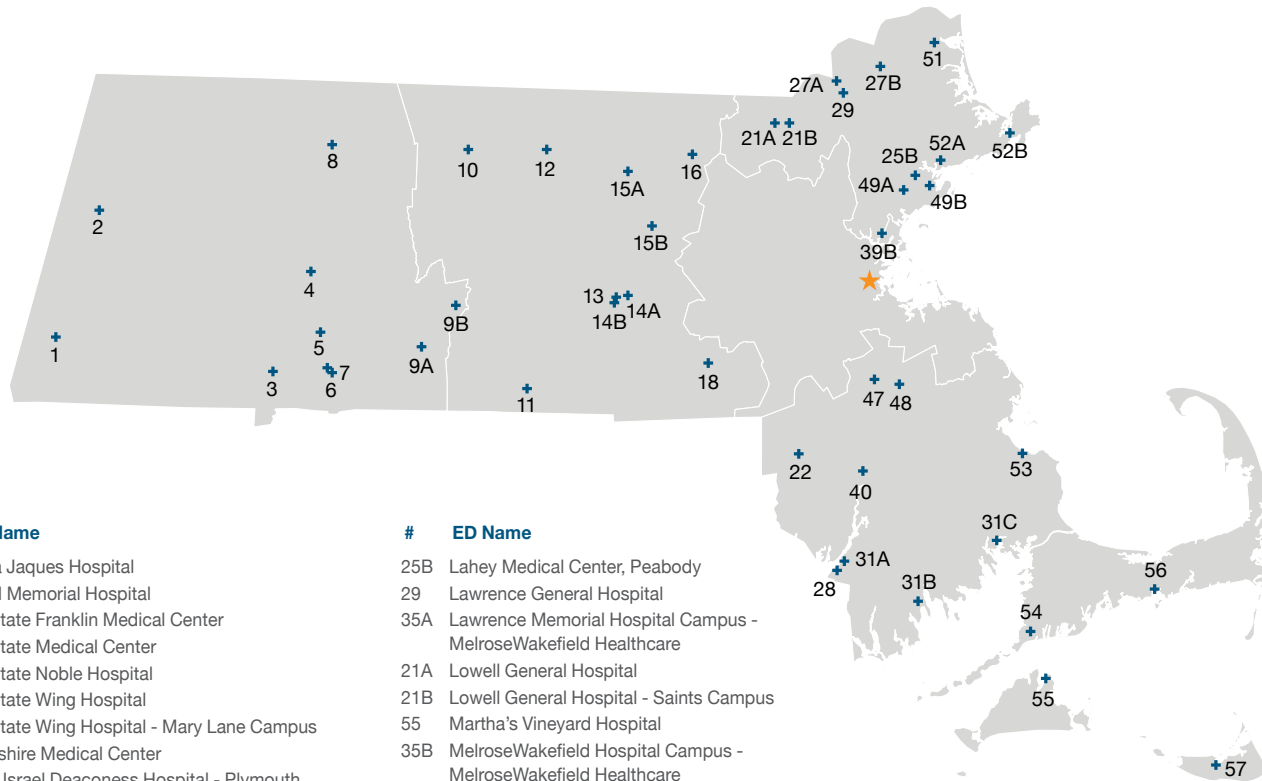 51
27A
27B
29
21A 21B
52A
52B
8
10
12
16
25B
15A
49A
49B
2
15B
39B
4
13
14A
14B
9B
5
1
9A
7
3
6
18
11
47 48
22
53
40
31C
31A
56
28
31B
54
55
57
Jaques Hospital
Memorial Hospital
tate Franklin Medical Center
tate Medical Center
tate Noble Hospital
tate Wing Hospital
tate Wing Hospital - Mary Lane Campus
shire Medical Center
Israel Deaconess Hospital - Plymouth
# ED Name
25B Lahey Medical Center, Peabody
29 Lawrence General Hospital
35A Lawrence Memorial Hospital Campus -
MelroseWakefield Healthcare
21A Lowell General Hospital
21B Lowell General Hospital - Saints Campus
55 Martha’s Vineyard Hospital
35B MelroseWakefield Hospital Campus -
MelroseWakefield Healthcare